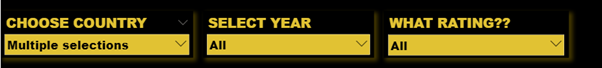 CHOOSE COUNTRY SELECT YEAR WHAT RATING??
Multiple selections All All